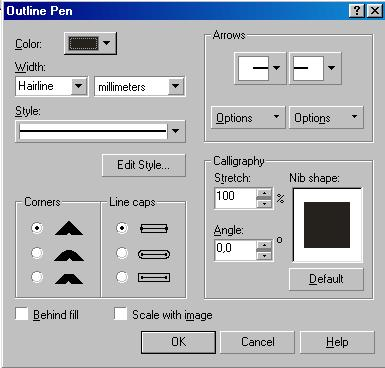 Outline Pen
Color:
Width:
Hairline
millimeters
Style:
Edit Style...
Corners
Line caps
Behind fill
Scale with image
Arrows
Options
Options
Calligraphy
Stretch:
100
%
Angle:
0,0
o
Nib shape:
Default
OK
Cancel
Help